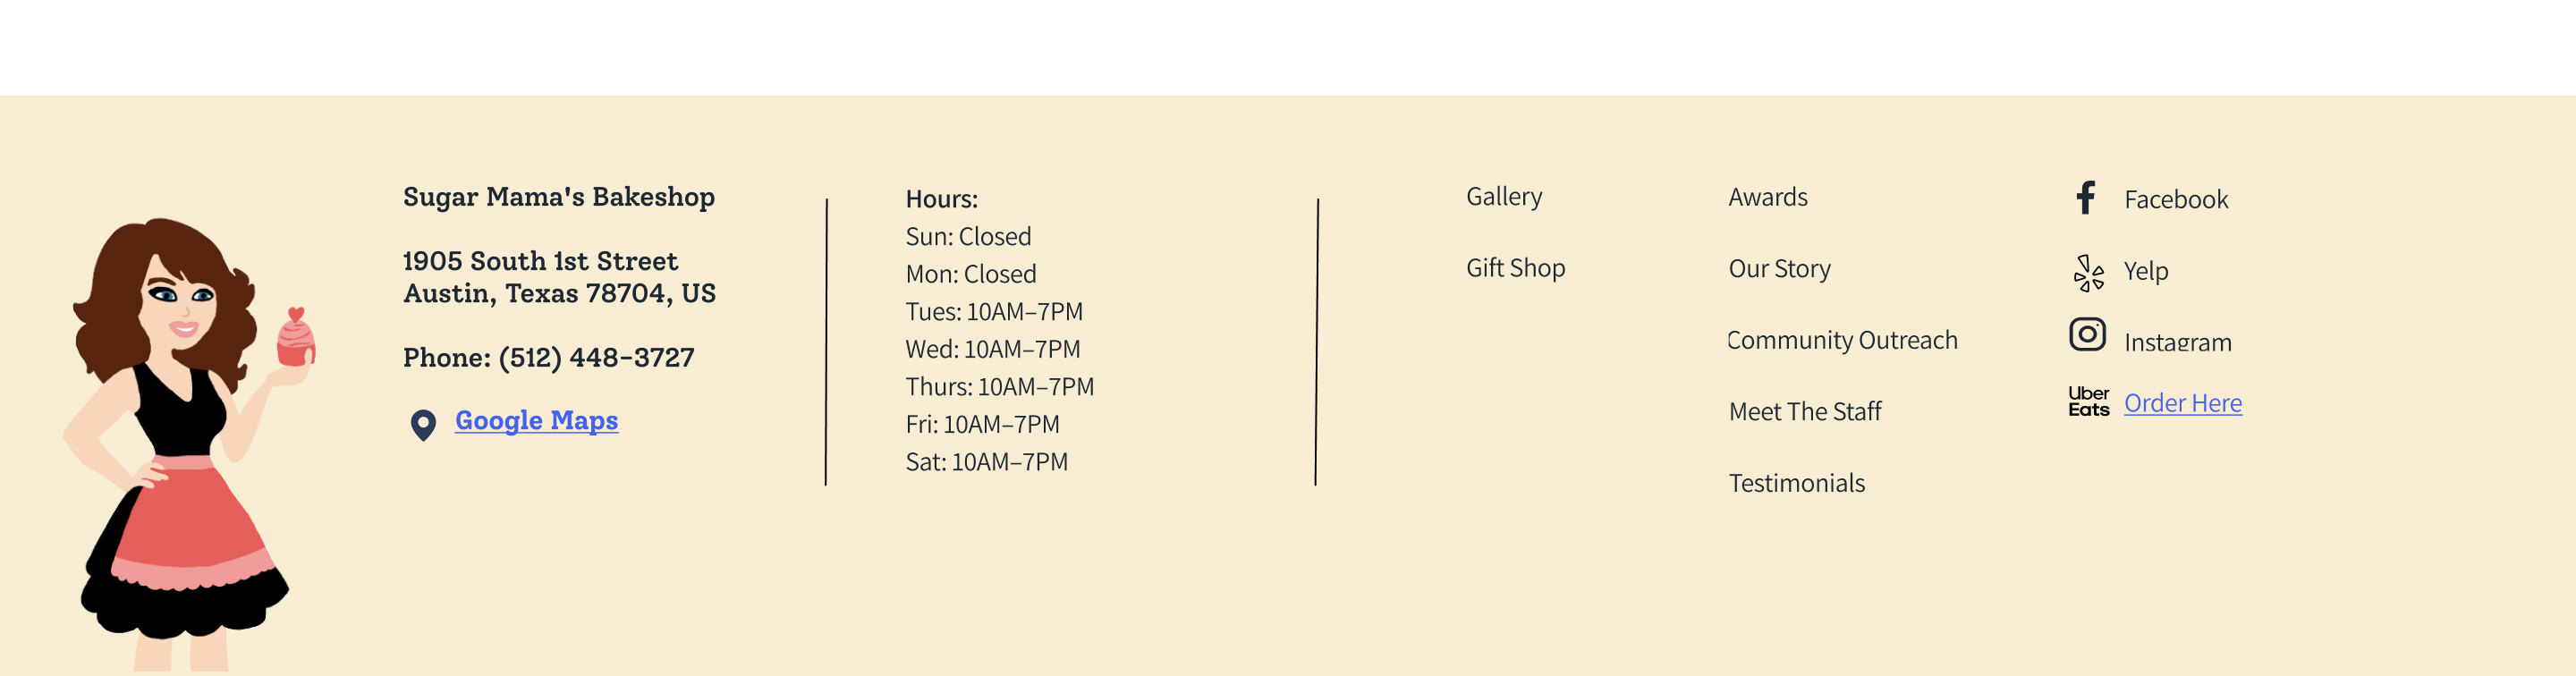 Sugar Mama's Bakeshop
1905 South 1st Street
Austin, Texas 78704, US
Phone: (512) 448-3727
Google Maps
Hours:
Sun: Closed
Mon: Closed
Tues: 10AM–7PM
Wed: 10AM–7PM
Thurs: 10AM–7PM
Fri: 10AM–7PM
Sat: 10AM–7PM
Gallery
Gift Shop
Awards
Our Story
Community Outreach
Meet The Staff
Testimonials
Facebook
Yelp
Instagram
Uber
Eats
Order Here